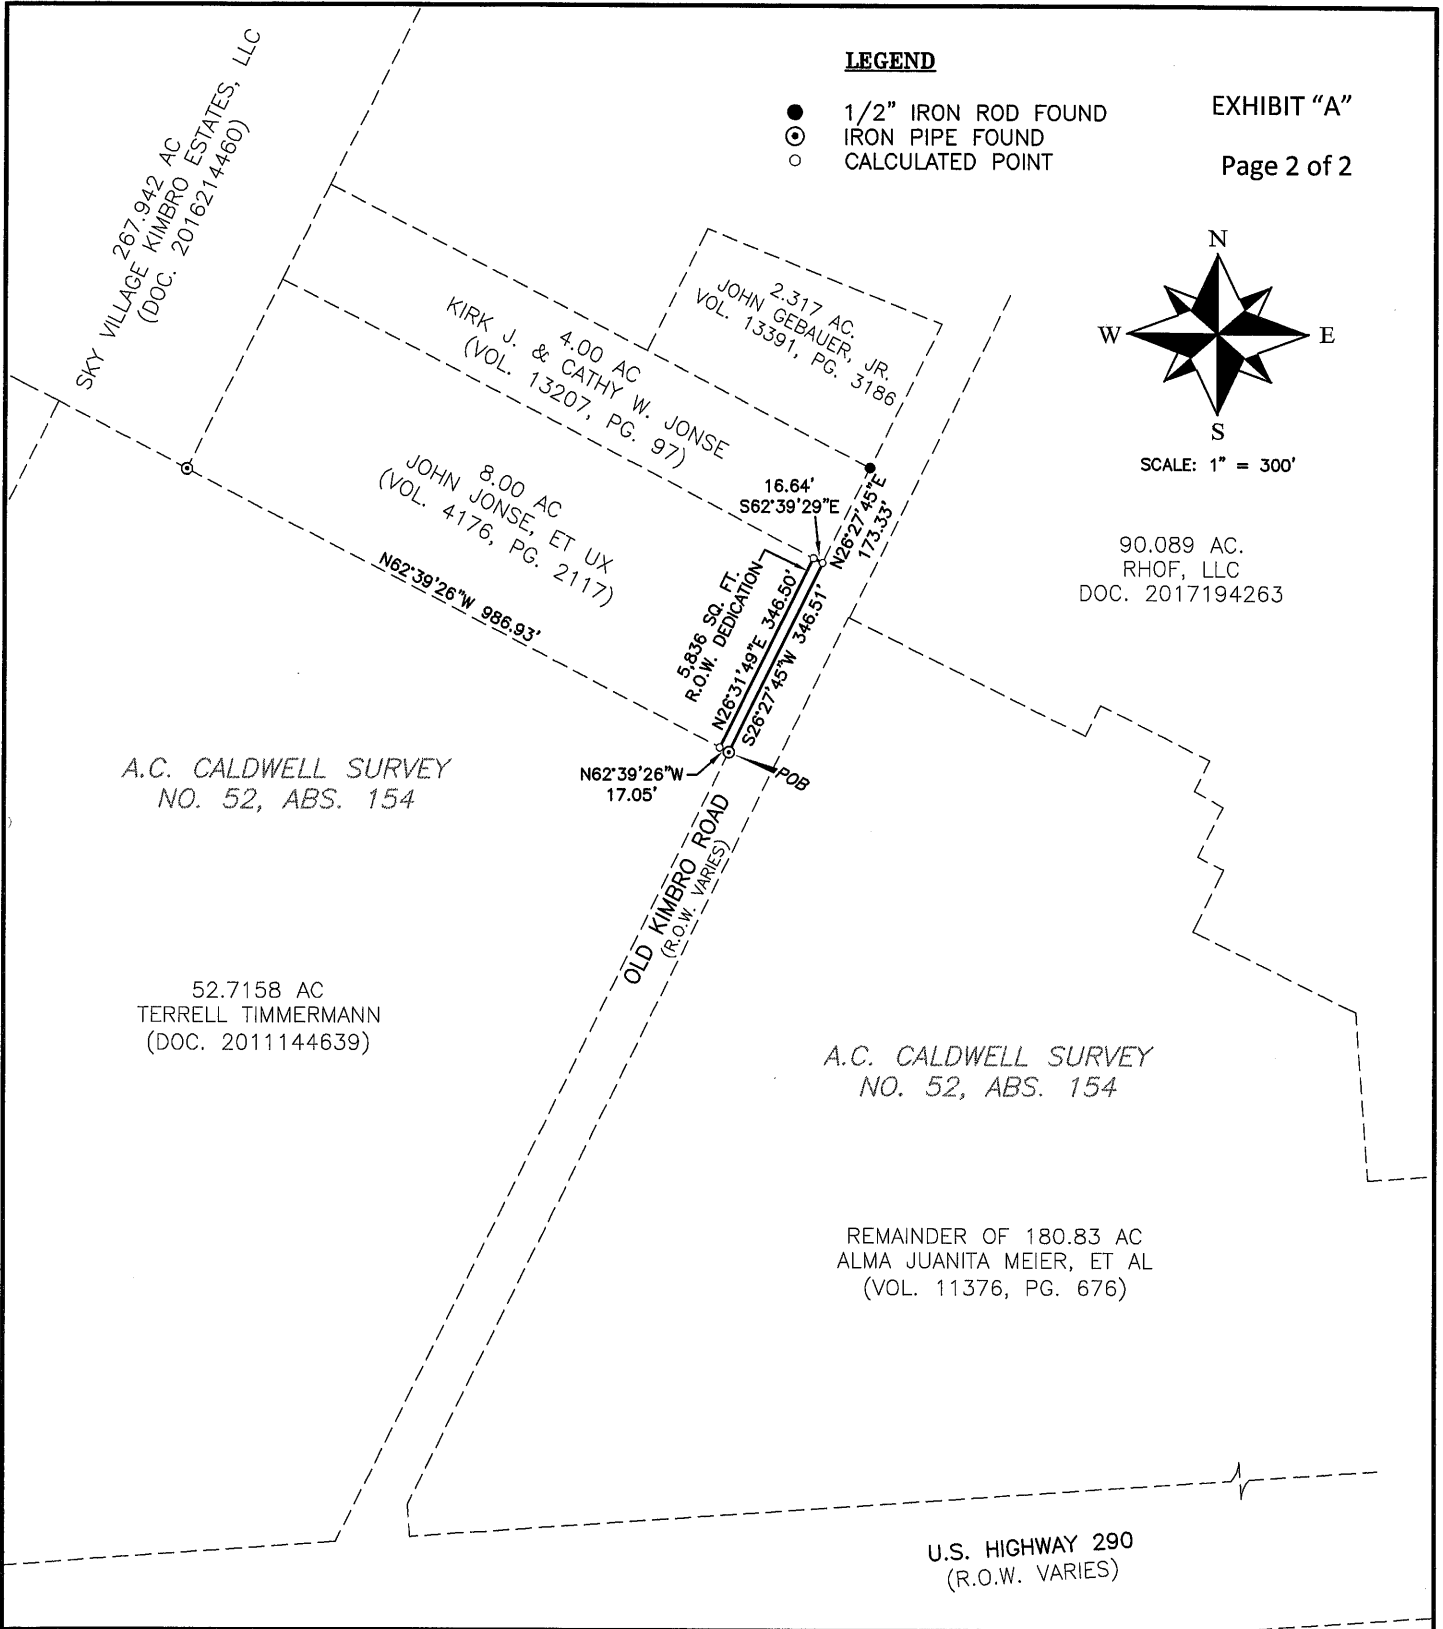 LEGEND
1/2" IRON ROD FOUND
IRON PIPE FOUND
CALCULATED POINT
EXHIBIT “A”
Page 2 of 2
N
W
E
S
SCALE: 1" = 300'
267.942 AC
SKY VILLAGE KIMBRO ESTATES, LLC
(DOC. 2016214460)
2.317 AC.
JOHN GEBAUER, JR.
VOL. 13391, PG. 3186
4.00 AC
KIRK J. & CATHY W. JONSE
(VOL. 13207, PG. 97)
8.00 AC
JOHN JONSE, ET UX
(VOL. 4176, PG. 2117)
16.64'
S62°39'29"E
N26°27'45"E
173.33'
90.089 AC.
RHOF, LLC
DOC. 2017194263
N62°39'26"W 986.93'
5,836 SQ. FT.
R.O.W. DEDICATION
N26°31'49"E 346.50'
S26°27'45"W 346.51'
N62°39'26"W
17.05'
POB
A.C. CALDWELL SURVEY
NO. 52, ABS. 154
OLD KIMBRO ROAD
(R.O.W. VARIES)
52.7158 AC
TERRELL TIMMERMANN
(DOC. 2011144639)
A.C. CALDWELL SURVEY
NO. 52, ABS. 154
REMAINDER OF 180.83 AC
ALMA JUANITA MEIER, ET AL
(VOL. 11376, PG. 676)
U.S. HIGHWAY 290
(R.O.W. VARIES)